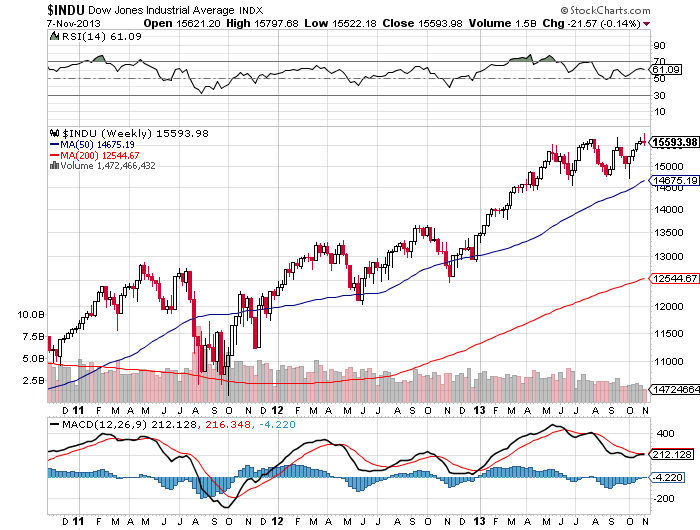 $INDU Dow Jones Industrial Average INDX © StockCharts.com
7-Nov-2013 Open 15621.20 High 15797.68 Low 15522.18 Close 15593.98 Volume 1.5B Chg -21.57 (-0.14%)
RSI(14) 61.09
90
70
61.09
50
30
10
$INDU (Weekly) 15593.98
MA(50) 14675.19
MA(200) 12544.67
Volume 1,472,466,432
15593.98
15000
14675.19
14500
14000
13500
13000
12544.67
12000
11500
11000
10.0B
7.5B
5.0B
2.5B
14724664
D 11 F M A M J J A S O N D 12 F M A M J J A S O N D 13 F M A M J J A S O N
MACD(12,26,9) 212.128, 216.348, -4.220
400
212.128
-4.220
D 11 F M A M J J A S O N D 12 F M A M J J A S O N D 13 F M A M J J A S O N